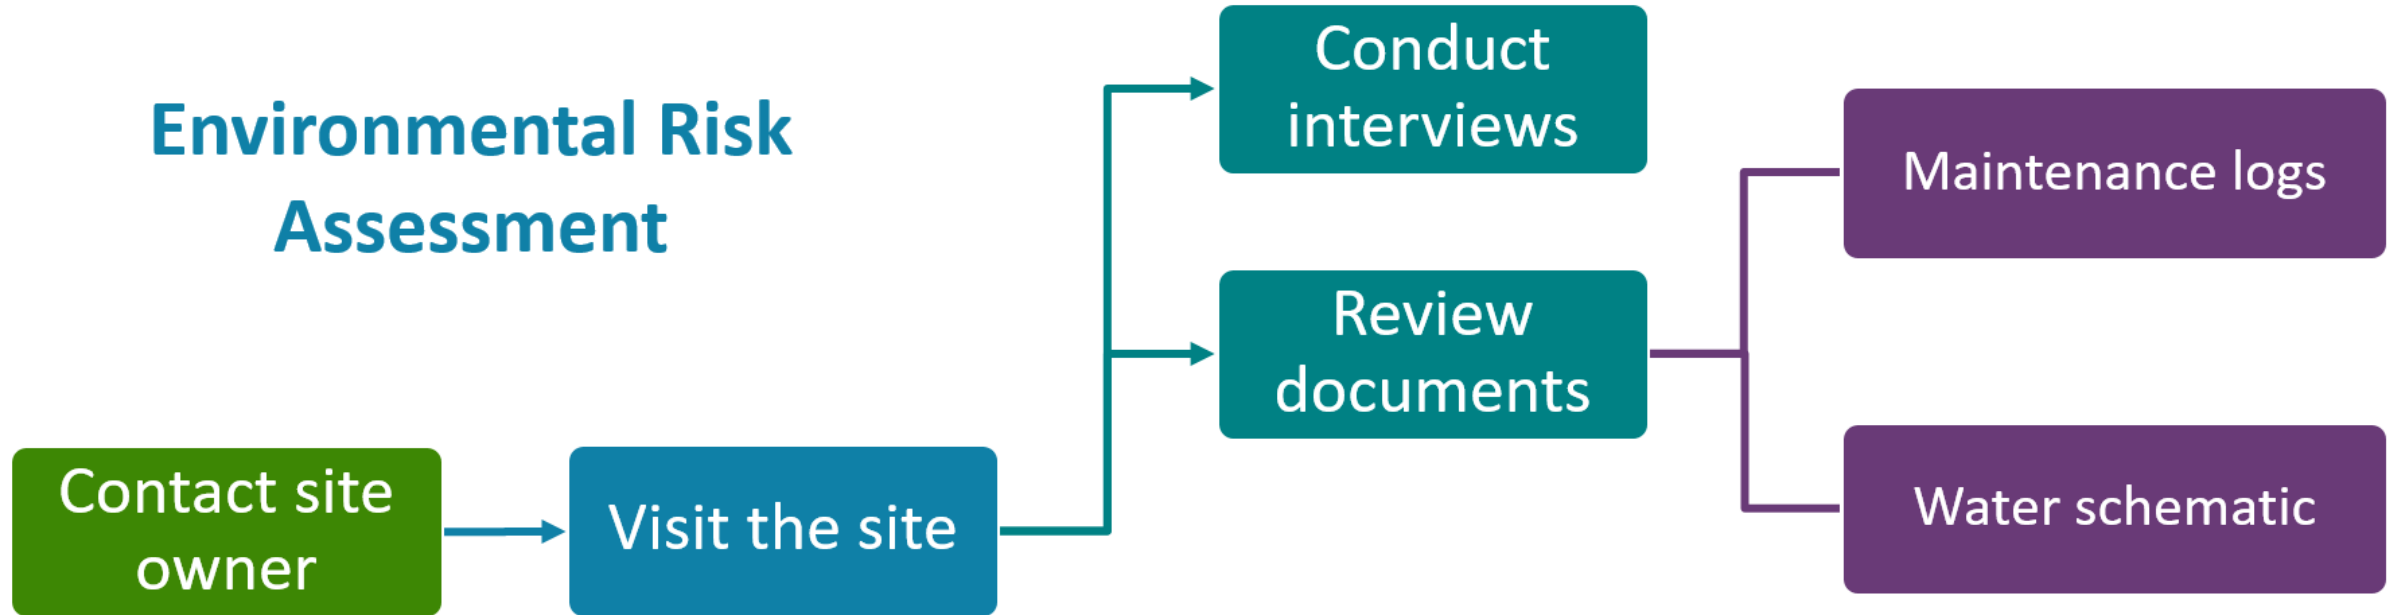 Environmental Risk
Assessment
Contact site
owner
Visit the site
Conduct
interviews
Review
documents
Maintenance logs
Water schematic